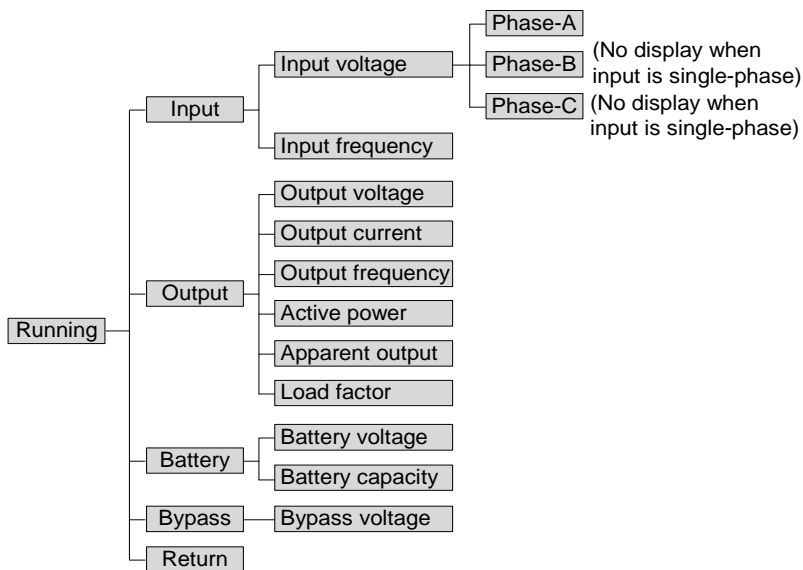 Phase-A
Input voltage
Phase-B
(No display when
input is single-phase)
Input
Phase-C
(No display when
input is single-phase)
Input frequency
Output voltage
Output current
Output frequency
Output
Active power
Running
Apparent output
Load factor
Battery voltage
Battery
Battery capacity
Bypass
Bypass voltage
Return